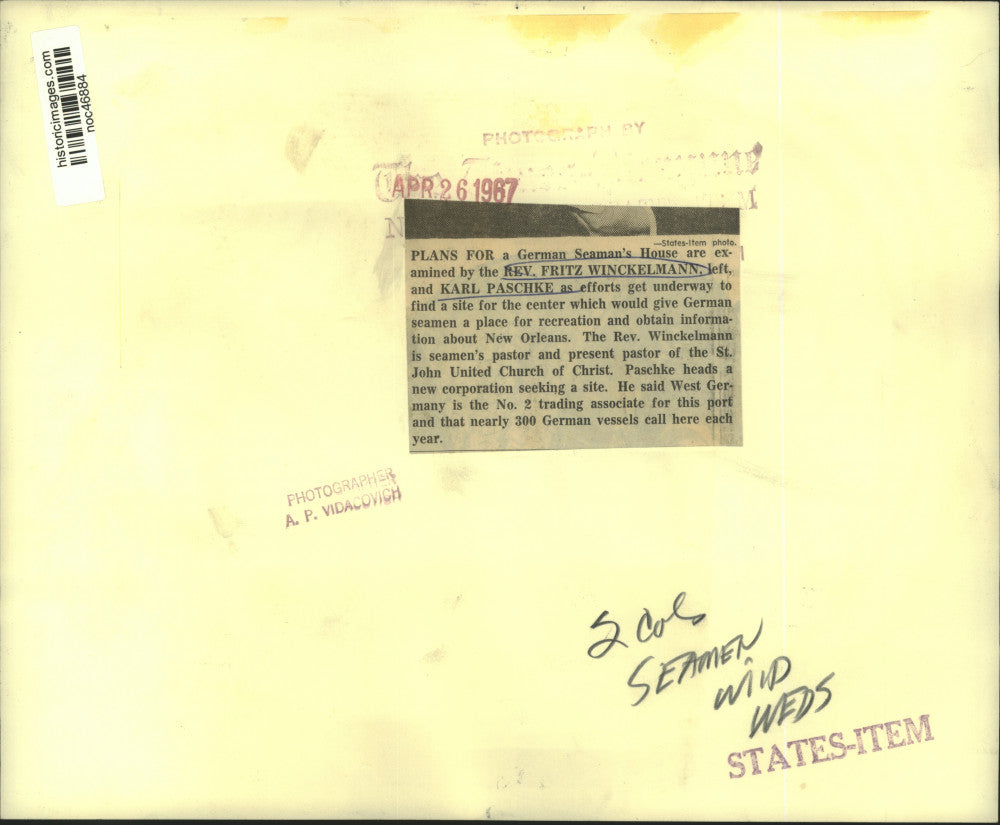 historicimages.com
noc46884
PHOTOGRAPH BY
The Times-Picayune
APR 26 1967
—States-Item photo.
PLANS FOR a German Seaman's House are ex-
amined by the REV. FRITZ WINCKELMANN, left,
and KARL PASCHKE as efforts get underway to
find a site for the center which would give German
seamen a place for recreation and obtain informa-
tion about New Orleans. The Rev. Winckelmann
is seamen's pastor and present pastor of the St.
John United Church of Christ. Paschke heads a
new corporation seeking a site. He said West Ger-
many is the No. 2 trading associate for this port
and that nearly 300 German vessels call here each
year.
PHOTOGRAPHER
A. P. VIDACOVICH
2 Cols
SEAMEN
WILD
WEDS
STATES-ITEM